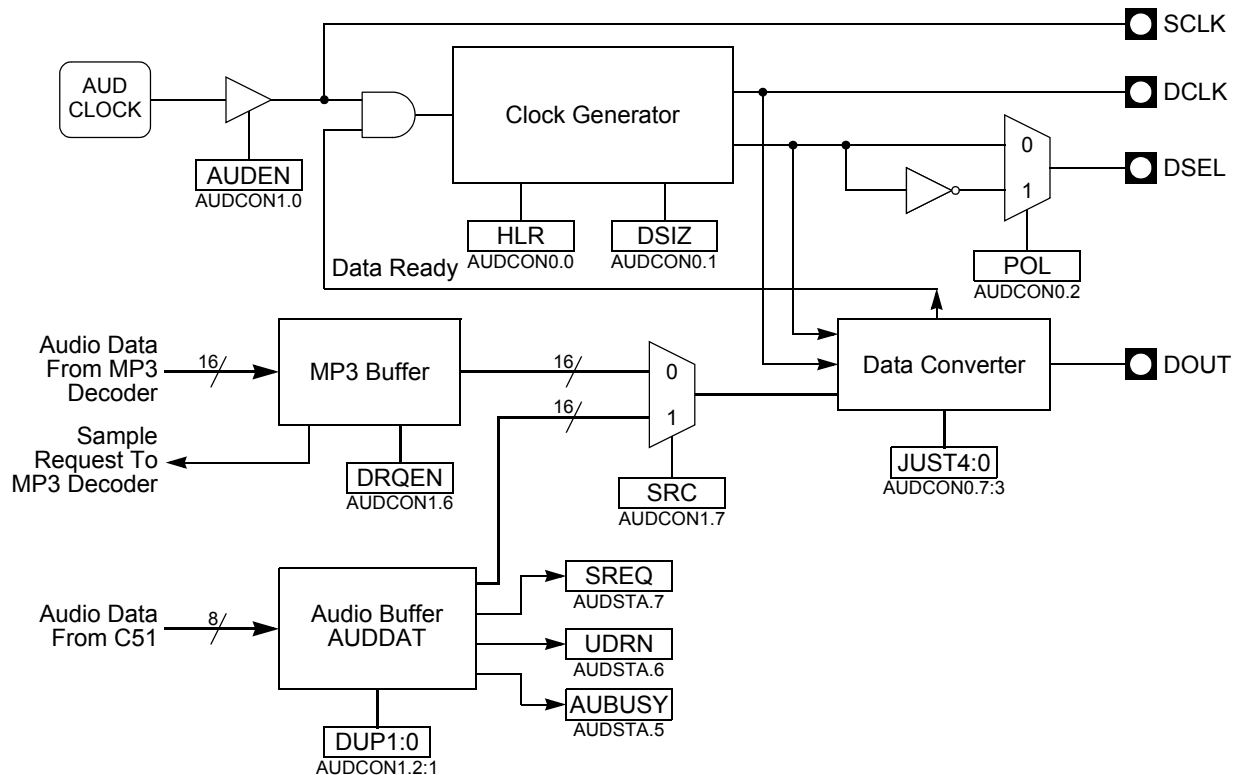 SCLK
AUD
CLOCK
Clock Generator
DCLK
0
1
DSEL
AUDEN
AUDCON1.0
HLR
AUDCON0.0
DSIZ
AUDCON0.1
POL
AUDCON0.2
Data Ready
Audio Data
From MP3
Decoder
16
MP3 Buffer
16
0
16
1
Data Converter
DOUT
Sample
Request To
MP3 Decoder
DRQEN
AUDCON1.6
SRC
AUDCON1.7
JUST4:0
AUDCON0.7:3
Audio Data
From C51
8
Audio Buffer
AUDDAT
SREQ
AUDSTA.7
UDRN
AUDSTA.6
AUBUSY
AUDSTA.5
DUP1:0
AUDCON1.2:1